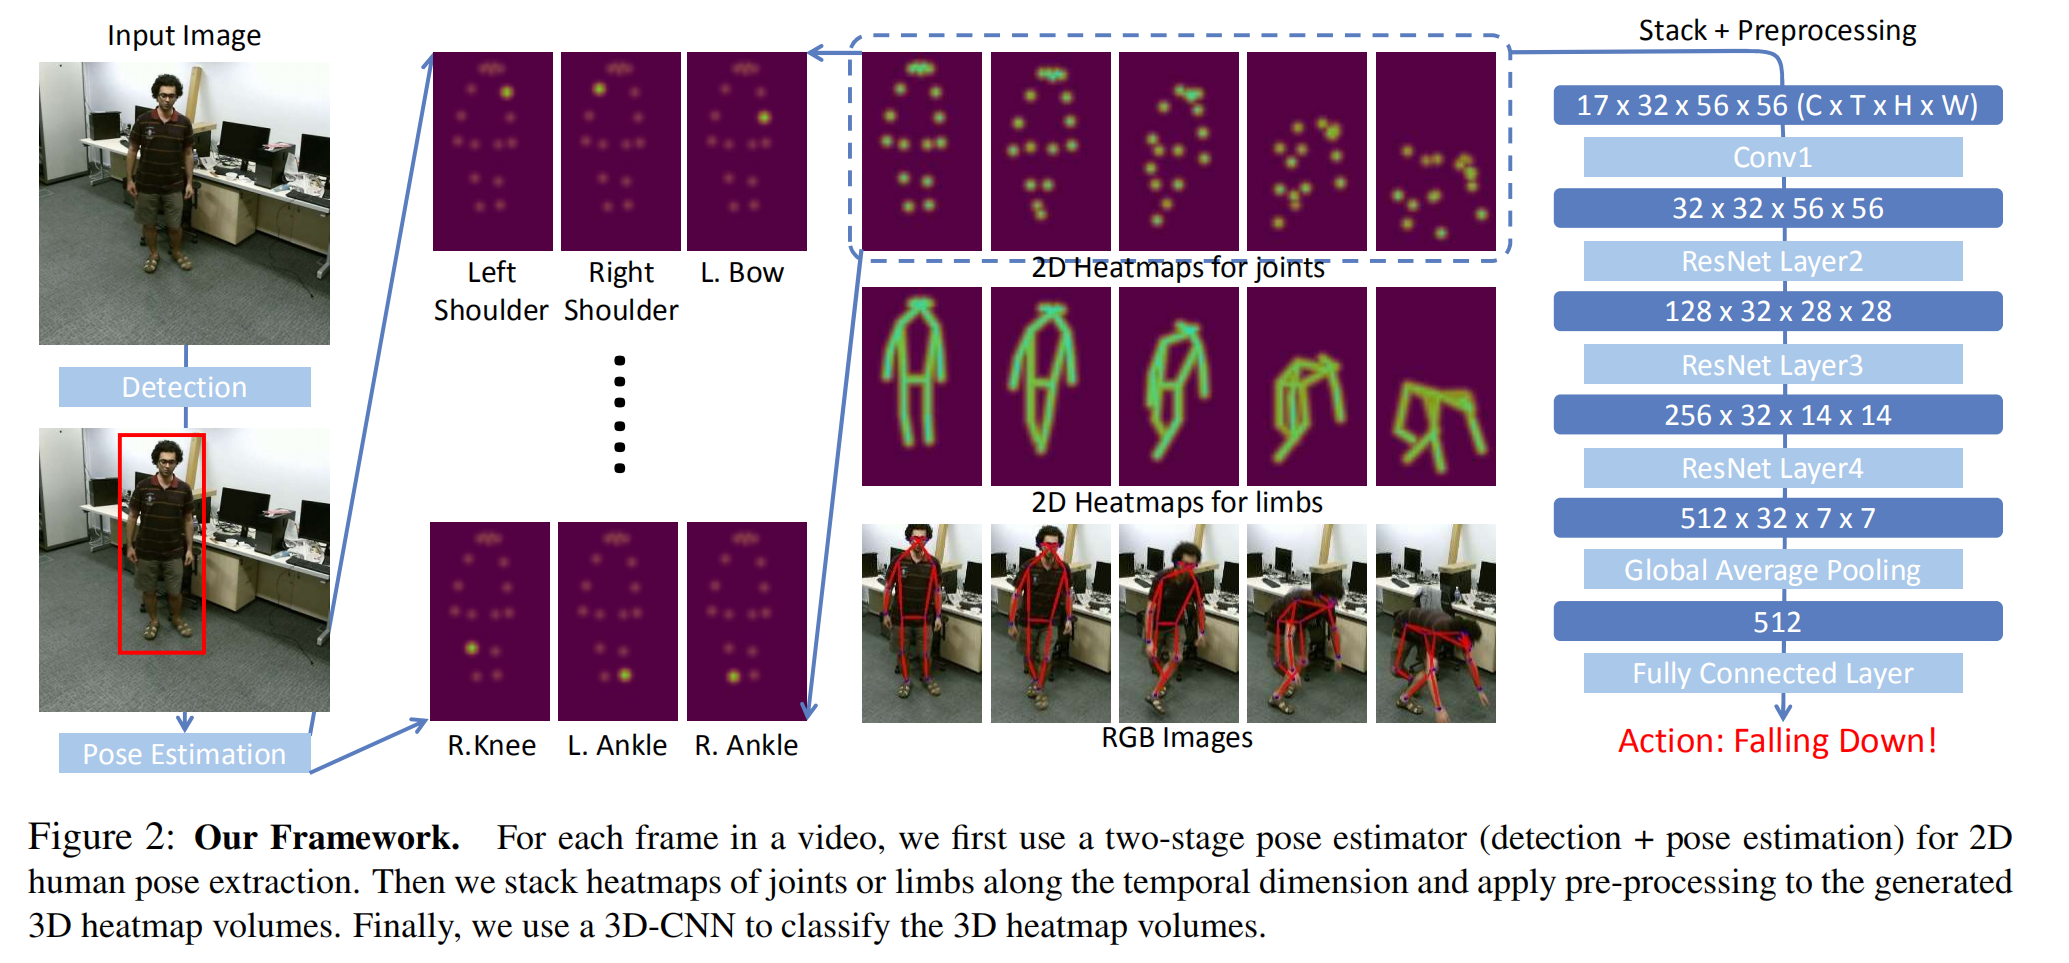 Input Image
Detection
Pose Estimation
Left
Shoulder
Right
Shoulder
L. Bow
R.Knee
L. Ankle
R. Ankle
2D Heatmaps for joints
2D Heatmaps for limbs
RGB Images
Stack + Preprocessing
17 x 32 x 56 x 56 (C x T x H x W)
Conv1
32 x 32 x 56 x 56
ResNet Layer2
128 x 32 x 28 x 28
ResNet Layer3
256 x 32 x 14 x 14
ResNet Layer4
512 x 32 x 7 x 7
Global Average Pooling
512
Fully Connected Layer
Action: Falling Down!
Figure 2: Our Framework. For each frame in a video, we first use a two-stage pose estimator (detection + pose estimation) for 2D
human pose extraction. Then we stack heatmaps of joints or limbs along the temporal dimension and apply pre-processing to the generated
3D heatmap volumes. Finally, we use a 3D-CNN to classify the 3D heatmap volumes.